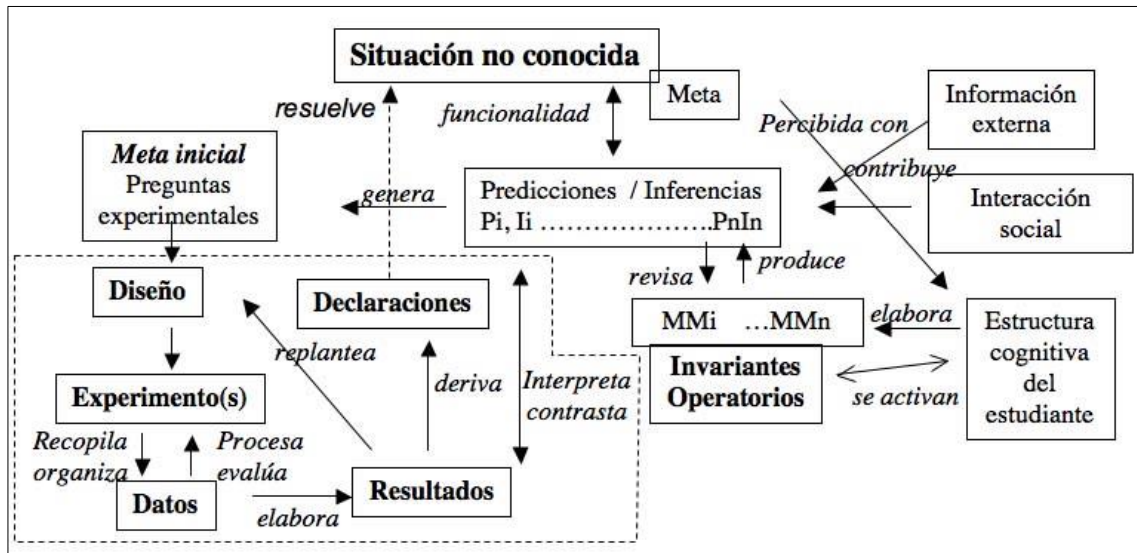 Situación no conocida
Meta
resuelve
funcionalidad
Percibida con
Información
externa
contribuye
Meta inicial
Preguntas
experimentales
genera
Predicciones / Inferencias
Pi, Ii ………………….PnIn
Interacción
social
revisa
produce
Diseño
Declaraciones
MMi …MMn
elabora
Estructura
cognitiva
del
estudiante
replantea
deriva
Interpreta
contrasta
Invariantes
Operatorios
se activan
Experimento(s)
Recopila
organiza
Procesa
evalúa
Datos
elabora
Resultados